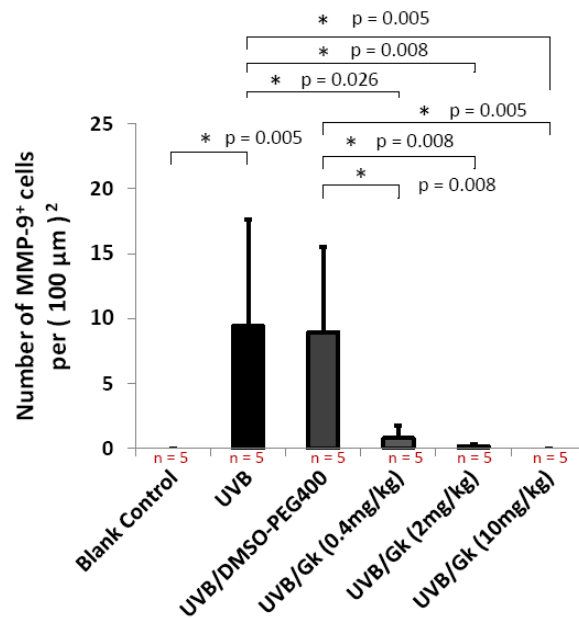 * p = 0.005
* p = 0.008
* p = 0.026
* p = 0.005
* p = 0.005
* p = 0.008
* p = 0.008
Number of MMP-9⁺ cells
per ( 100 µm ) ²
25
20
15
10
5
0
n = 5 n = 5 n = 5 n = 5 n = 5 n = 5
Blank Control
UVB
UVB/DMSO-PEG400
UVB/Gk (0.4mg/kg)
UVB/Gk (2mg/kg)
UVB/Gk (10mg/kg)